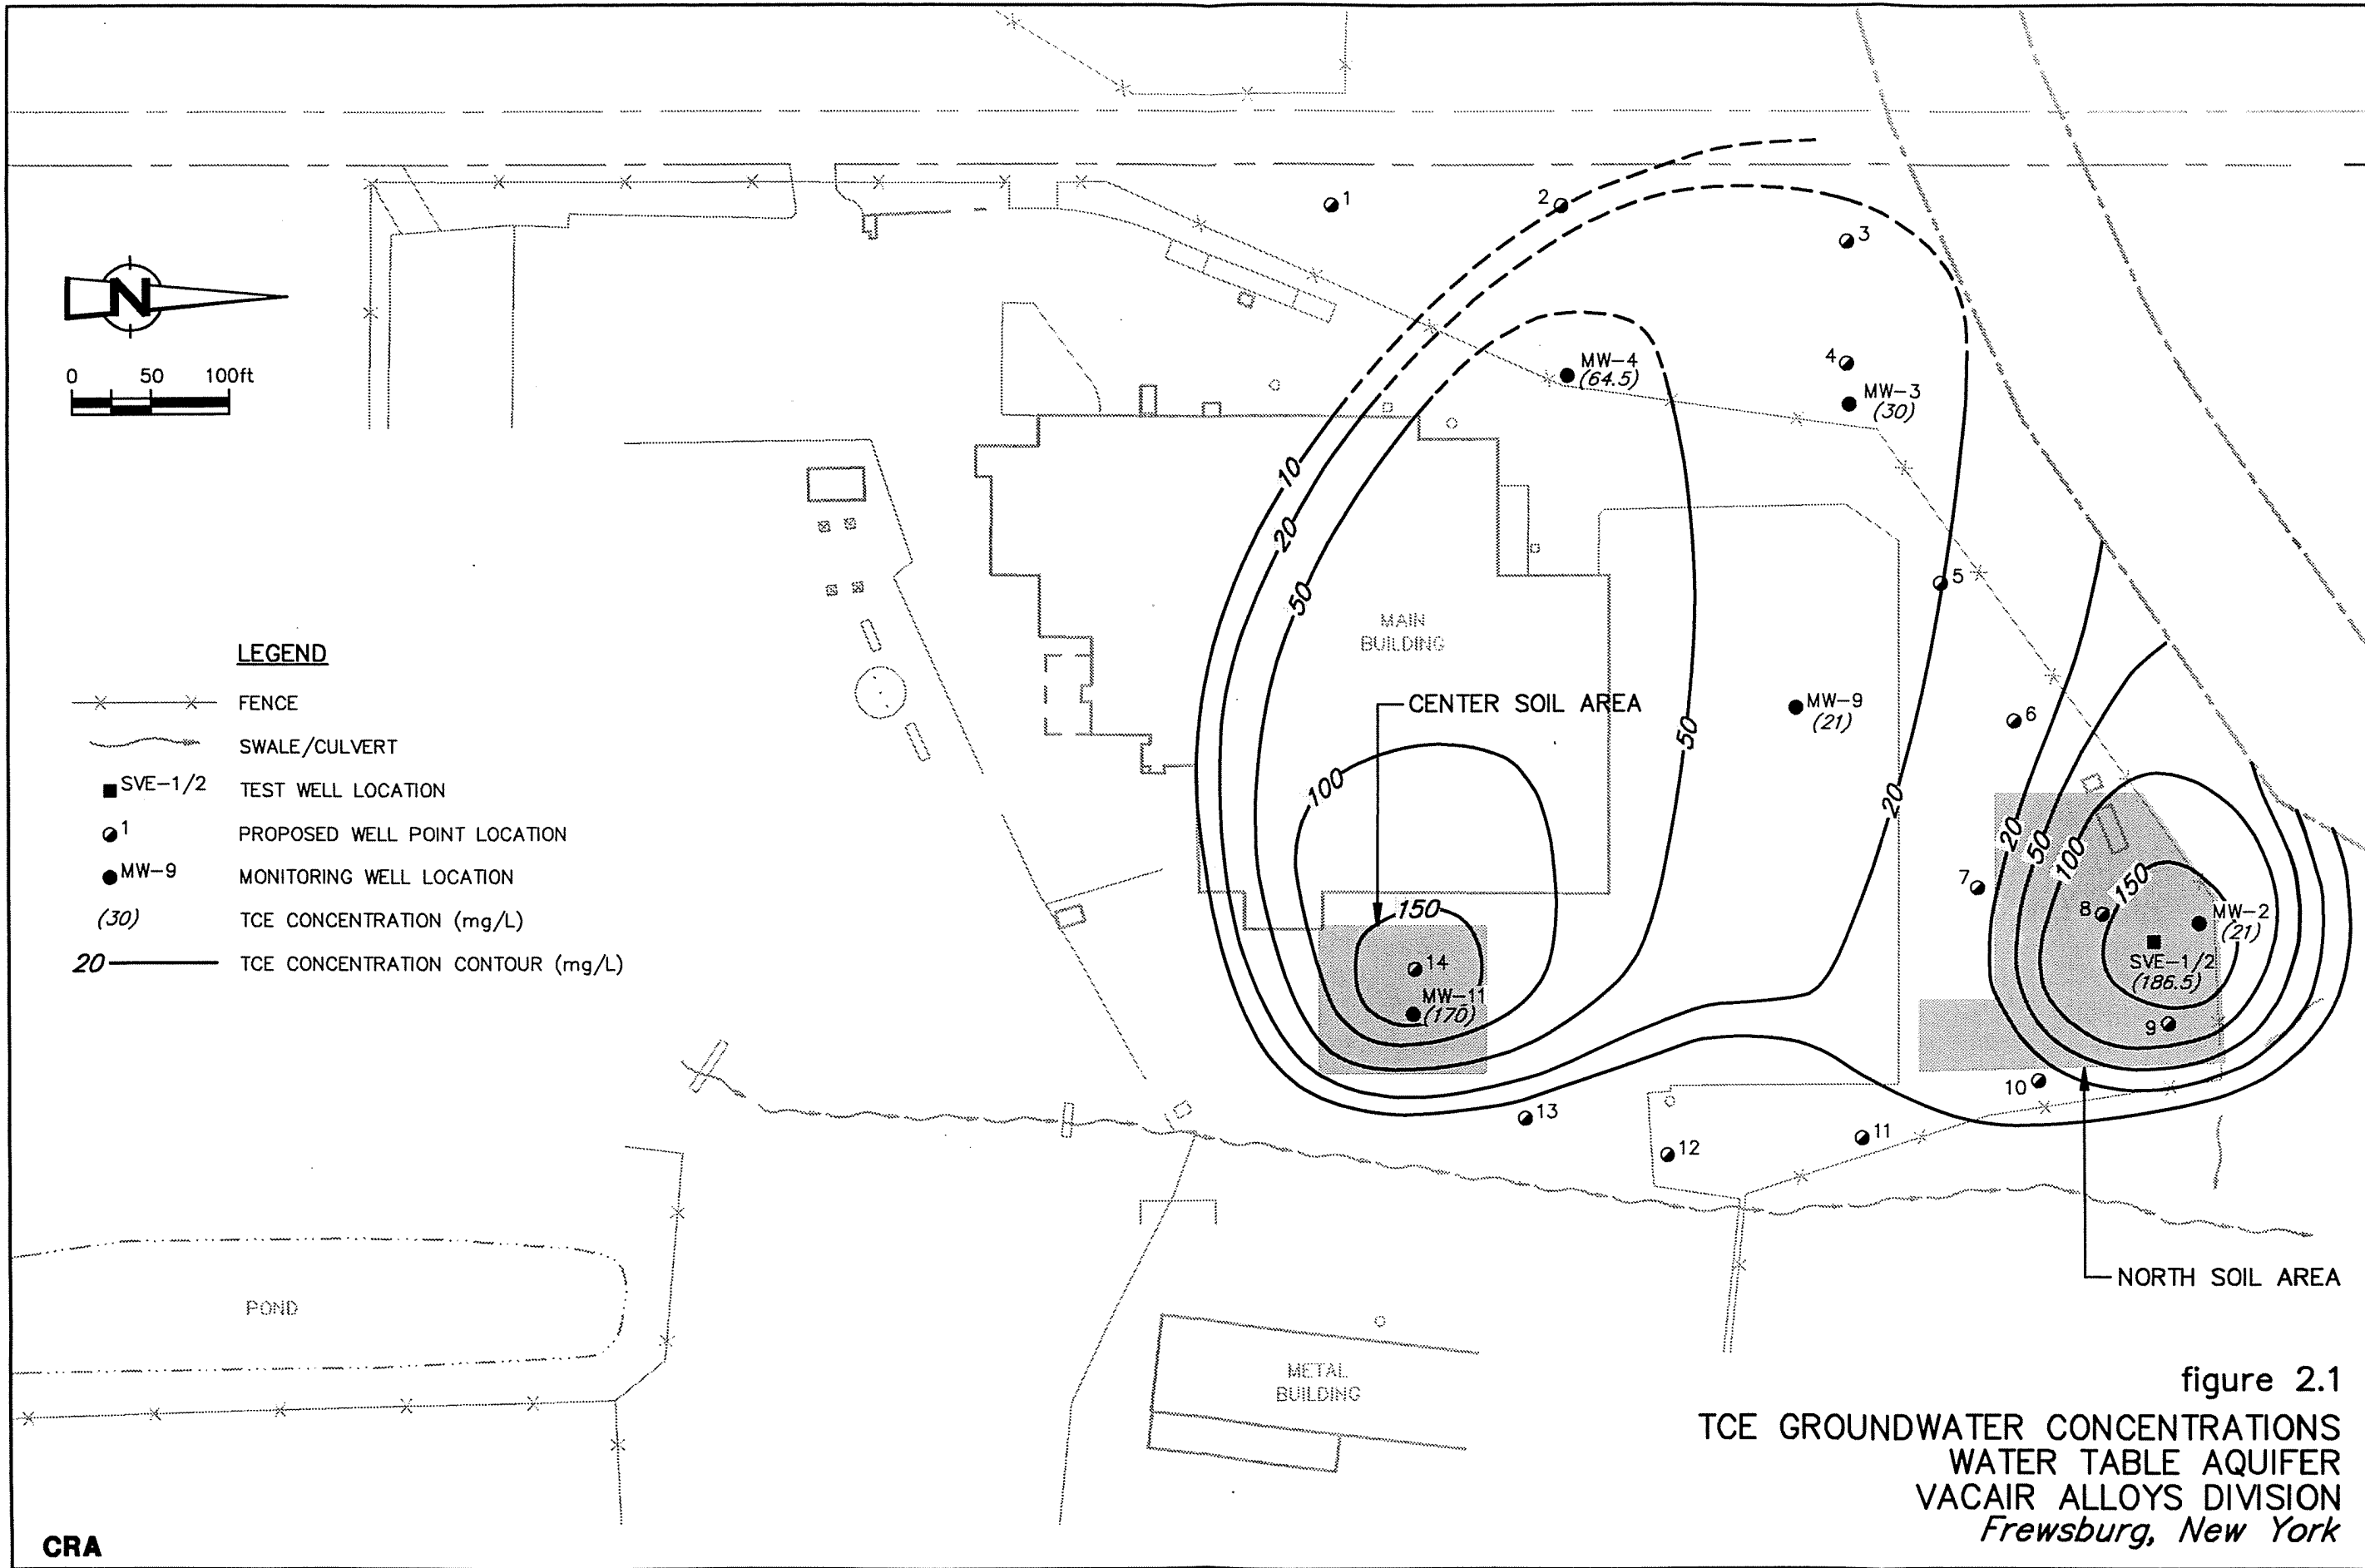 1
2
3
N
0 50 100ft
4
MW-4
(64.5)
MW-3
(30)
10
20
50
5
MAIN
BUILDING
LEGEND
FENCE
SWALE/CULVERT
SVE-1/2 TEST WELL LOCATION
1 PROPOSED WELL POINT LOCATION
MW-9 MONITORING WELL LOCATION
(30) TCE CONCENTRATION (mg/L)
20 TCE CONCENTRATION CONTOUR (mg/L)
CENTER SOIL AREA
MW-9
(21)
6
50
100
20
20
50
100
150
7
8
MW-2
(21)
SVE-1/2
(186.5)
9
150
14
MW-11
(170)
10
13
12
11
NORTH SOIL AREA
POND
METAL
BUILDING
figure 2.1
TCE GROUNDWATER CONCENTRATIONS
WATER TABLE AQUIFER
VACAIR ALLOYS DIVISION
Frewsburg, New York
CRA